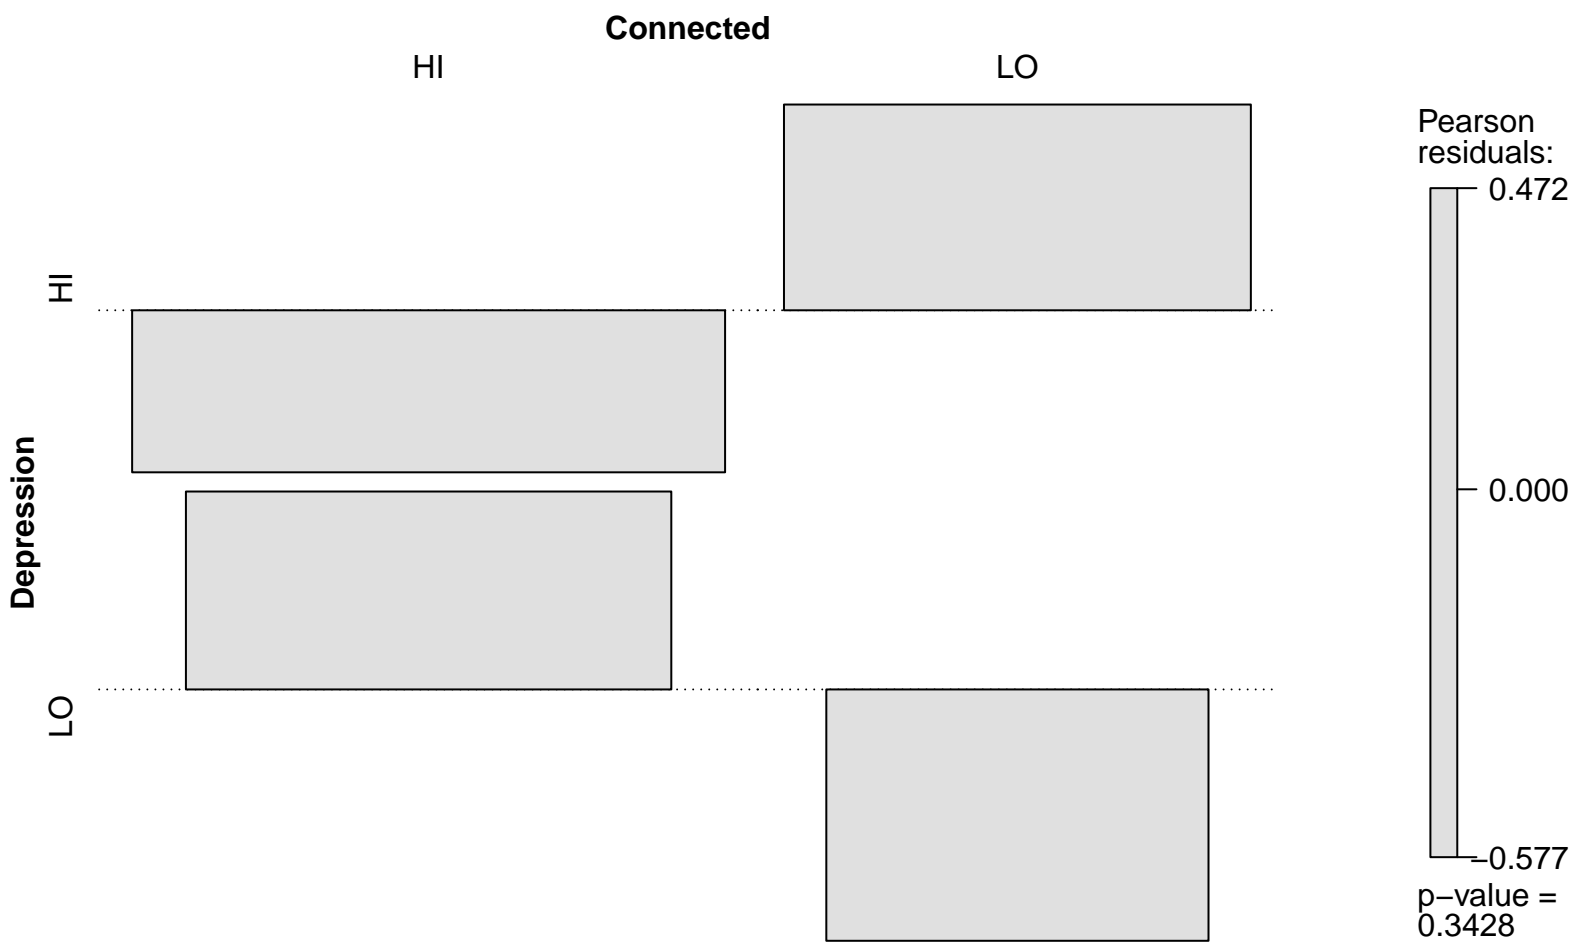 Connected
HI
LO
Depression
HI
LO
Pearson
residuals:
0.472
0.000
−0.577
p−value =
0.3428